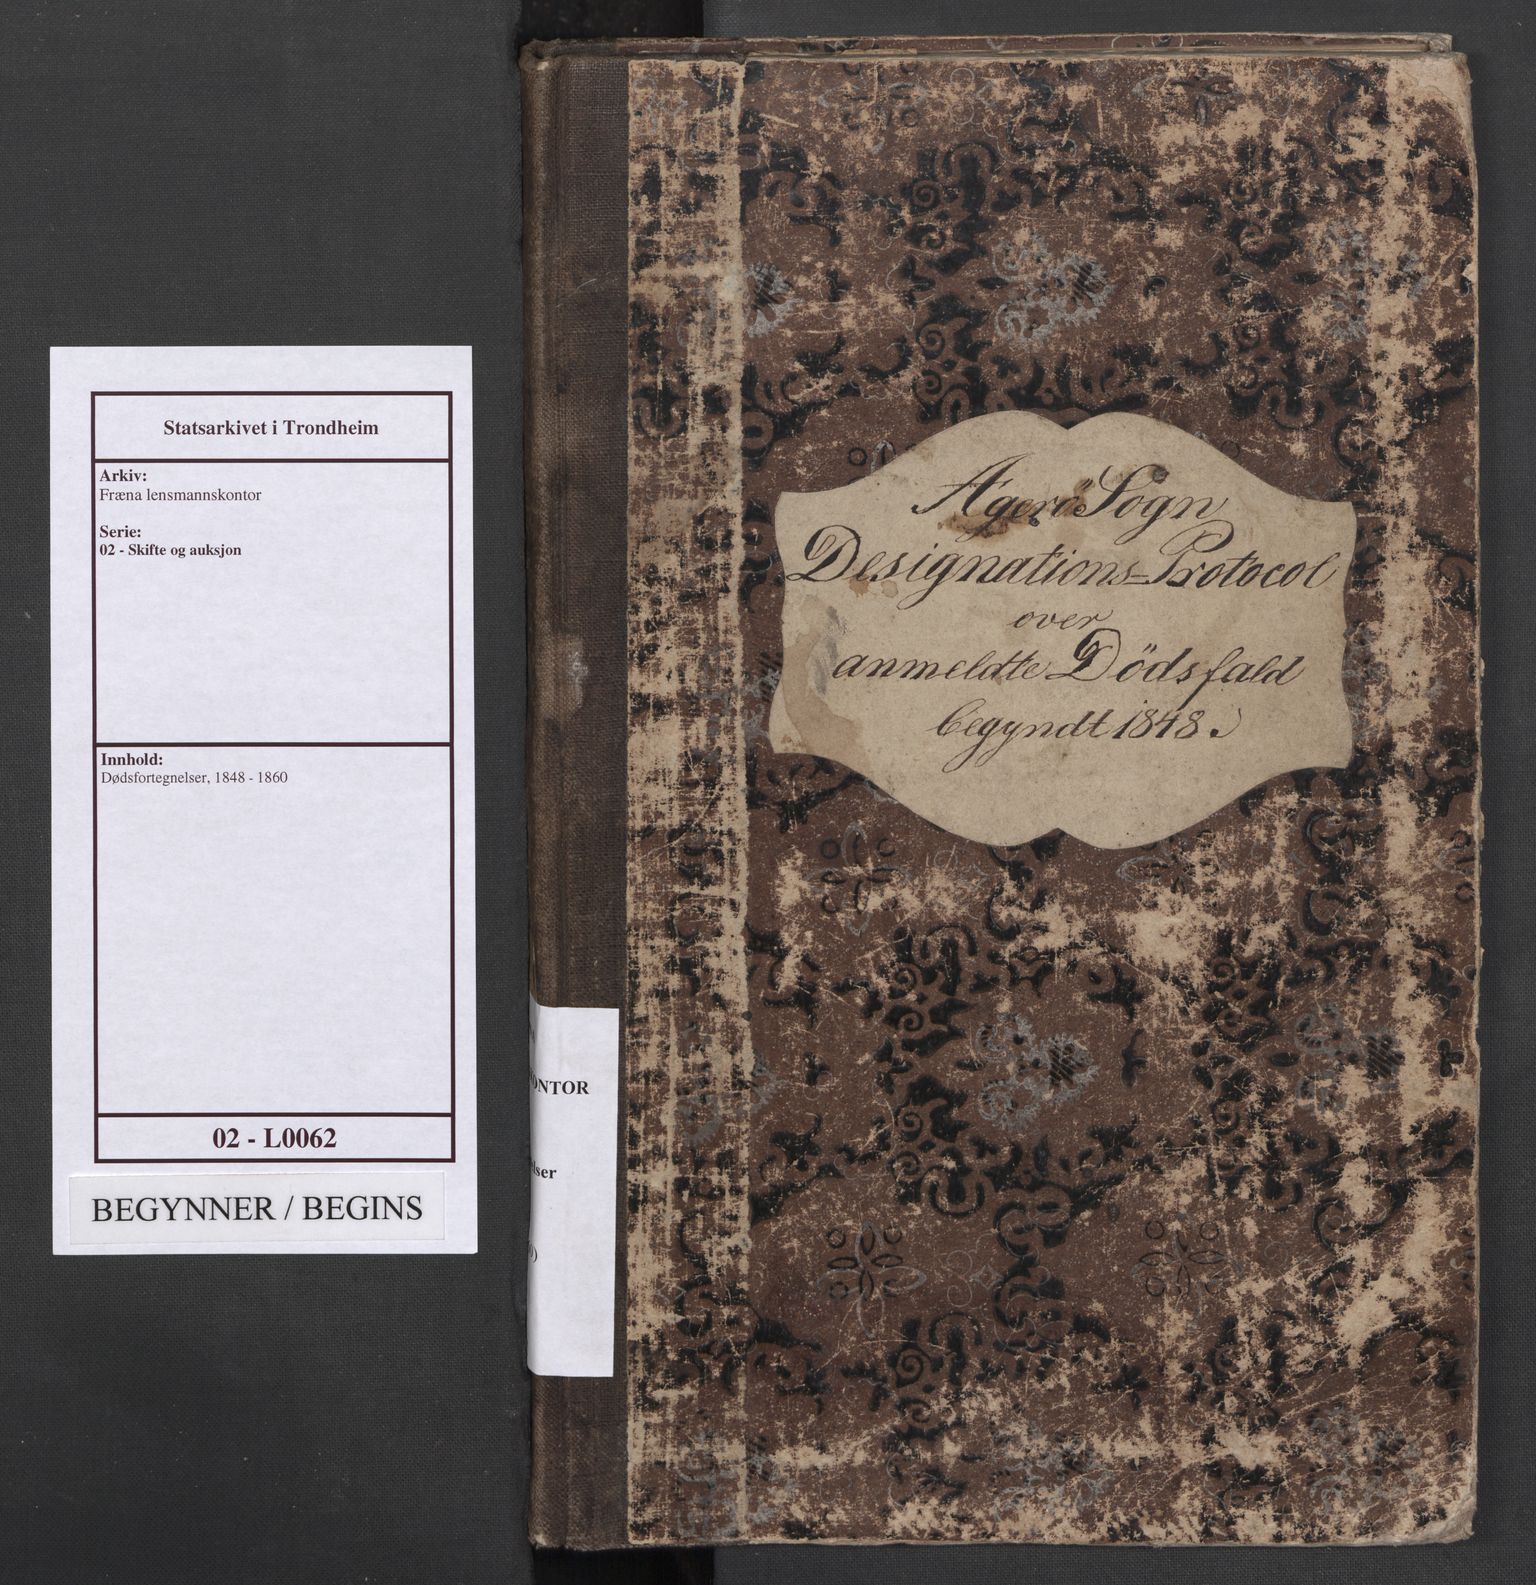 Statsarkivet i Trondheim
Arkiv:
Fræna lensmannskontor
Serie:
02 - Skifte og auksjon
Innhold:
Dødsfortegnelser, 1848 - 1860
02 - L0062
BEGYNNER / BEGINS
Agerö Sogn
Designations-Protocol
over
anmeldte Dödsfald
begyndt 1848.